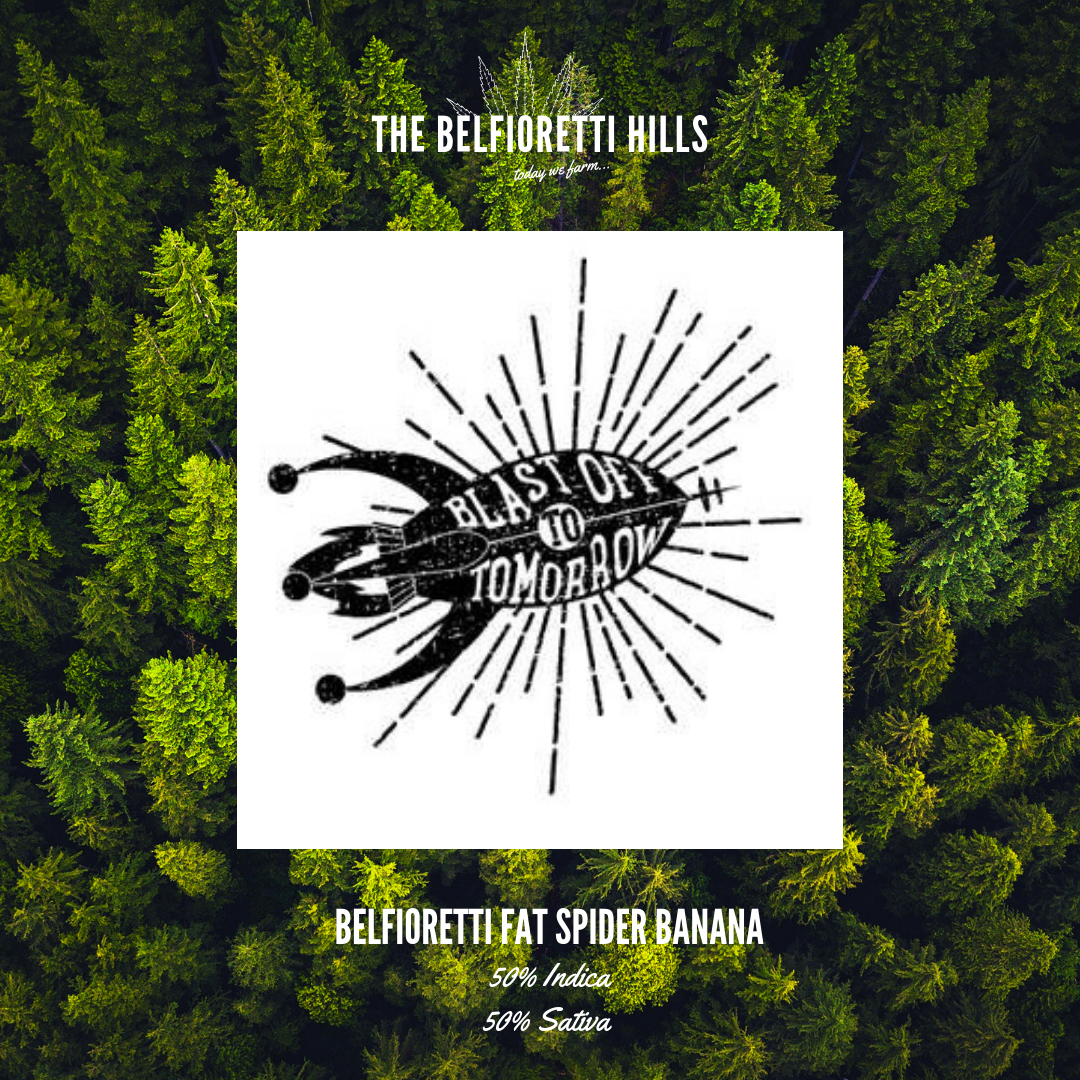 THE BELFIORETTI HILLS
today we farm...
BLAST OFF
TO
TOMORROW
BELFIORETTI FAT SPIDER BANANA
50% Indica
50% Sativa